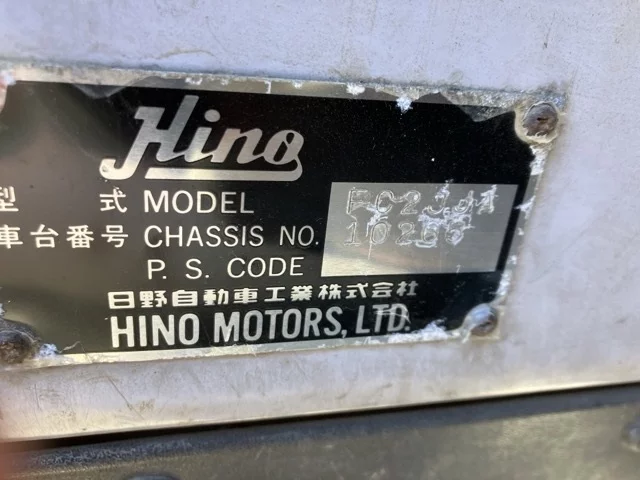 Hino
型式 MODEL
車台番号 CHASSIS NO.
P. S. CODE
日野自動車工業株式会社
HINO MOTORS, LTD.